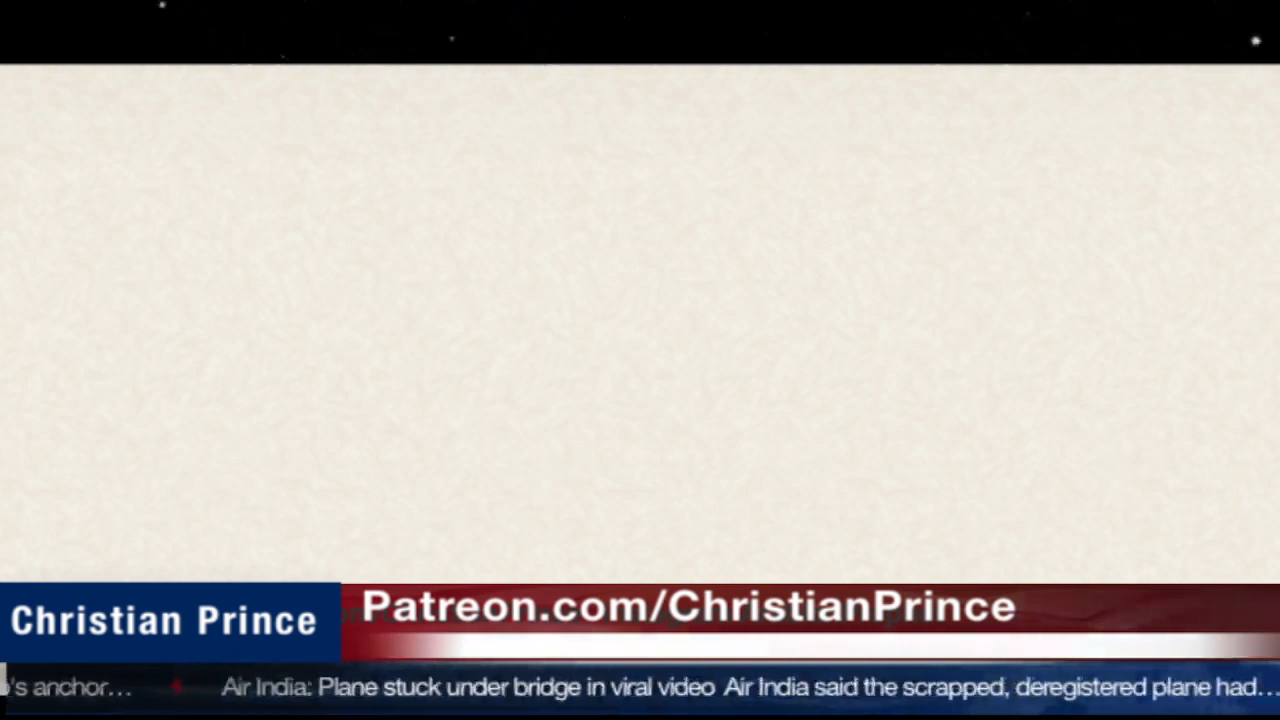 Patreon.com/ChristianPrince
Christian Prince
's anchor… Air India: Plane stuck under bridge in viral video Air India said the scrapped, deregistered plane had…